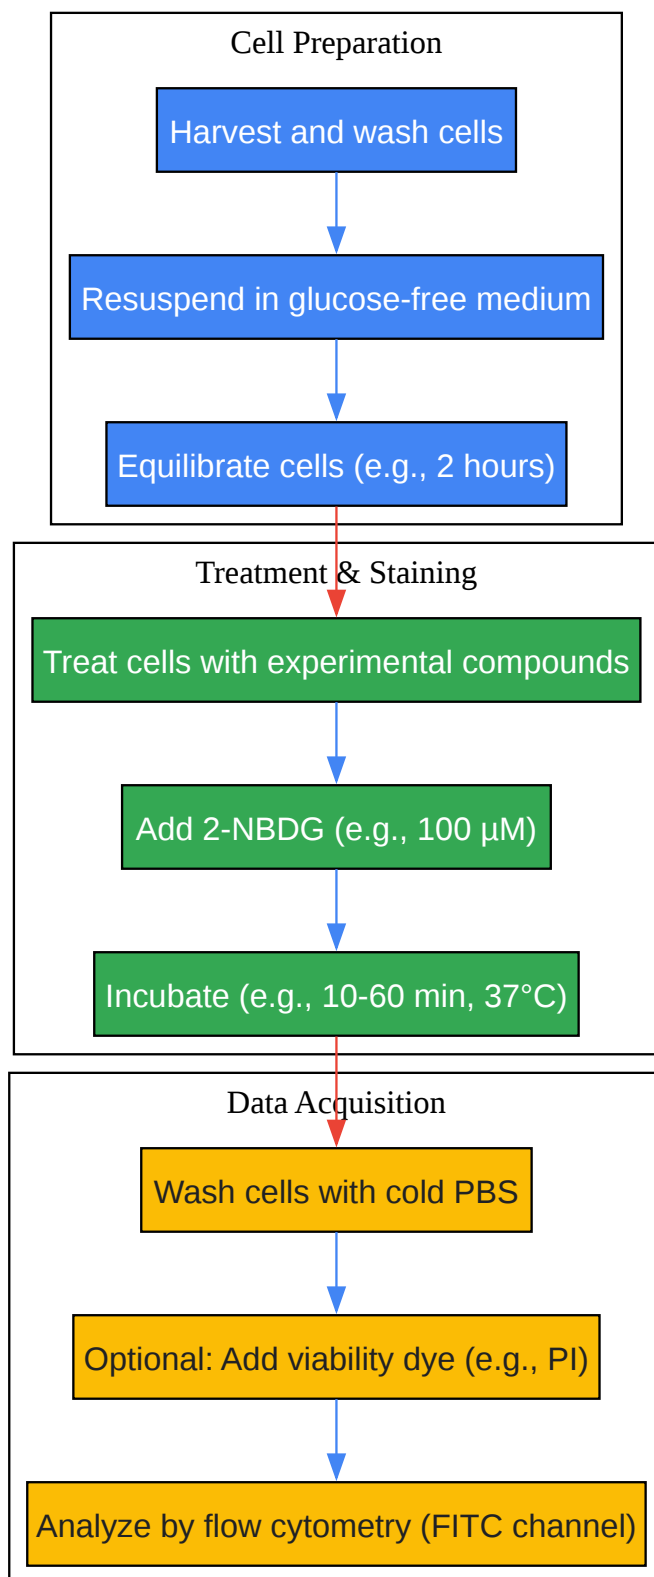 Cell Preparation
Harvest and wash cells
Resuspend in glucose-free medium
Equilibrate cells (e.g., 2 hours)
Treatment & Staining
Treat cells with experimental compounds
Add 2-NBDG (e.g., 100 µM)
Incubate (e.g., 10-60 min, 37°C)
Data Acquisition
Wash cells with cold PBS
Optional: Add viability dye (e.g., PI)
Analyze by flow cytometry (FITC channel)